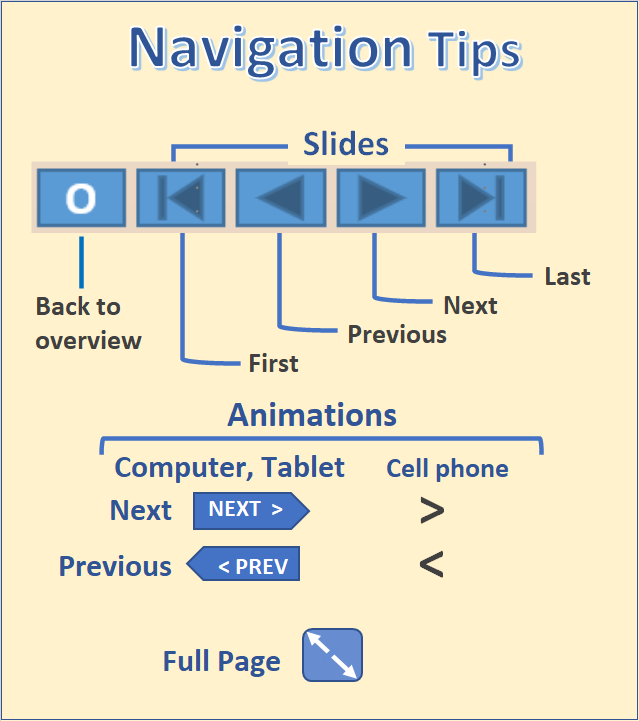 Navigation Tips
Slides
O
Last
Next
Back to
overview
Previous
First
Animations
Computer, Tablet
Cell phone
Next
NEXT >
>
Previous
< PREV
<
Full Page